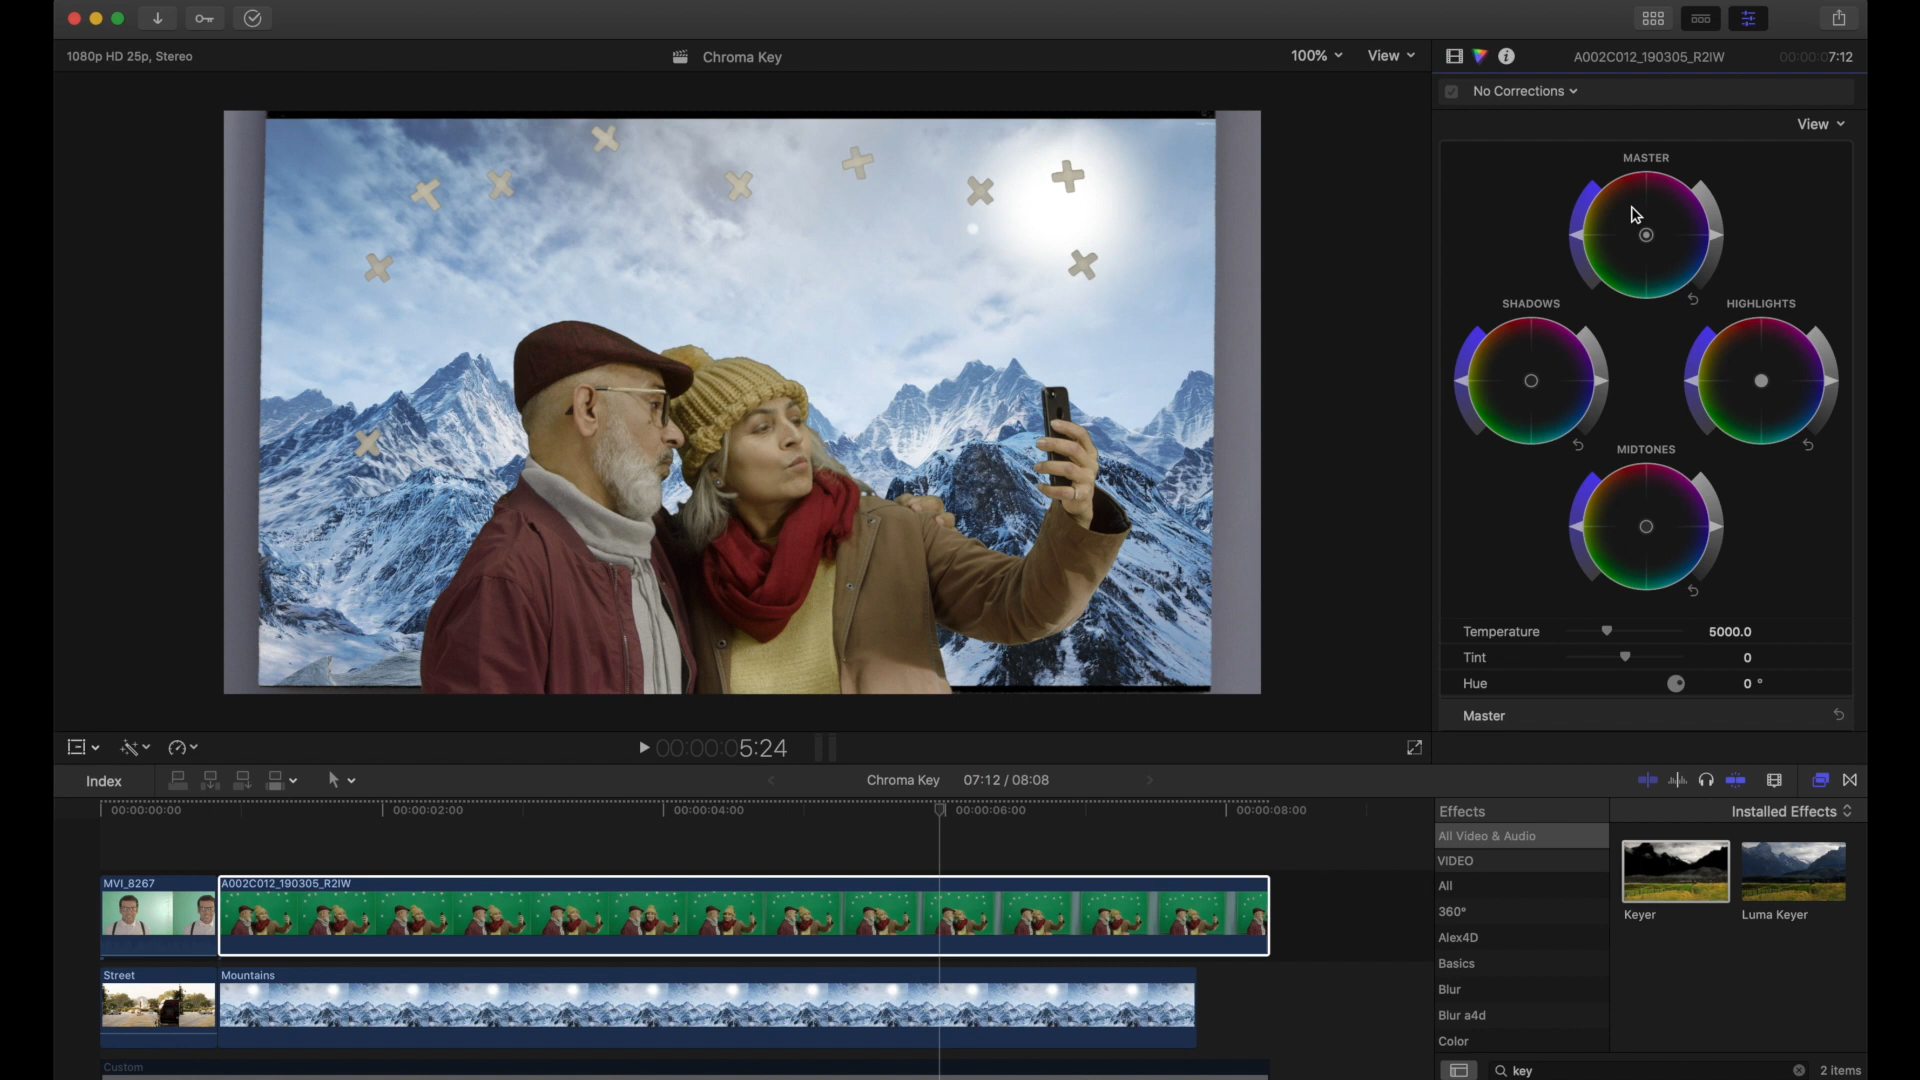 1080p HD 25p, Stereo
Chroma Key
100%
View
A002C012_190305_R2IW
00:00:07:12
No Corrections
View
MASTER
SHADOWS
HIGHLIGHTS
MIDTONES
Temperature
5000.0
Tint
0
Hue
0 °
Master
00:00:05:24
Index
Chroma Key
07:12 / 08:08
00:00:00:00
00:00:02:00
00:00:04:00
00:00:06:00
00:00:08:00
Effects
Installed Effects
All Video & Audio
VIDEO
All
360°
Alex4D
Basics
Blur
Blur a4d
Color
Keyer
Luma Keyer
MVI_8267
A002C012_190305_R2IW
Street
Mountains
Custom
key
2 items